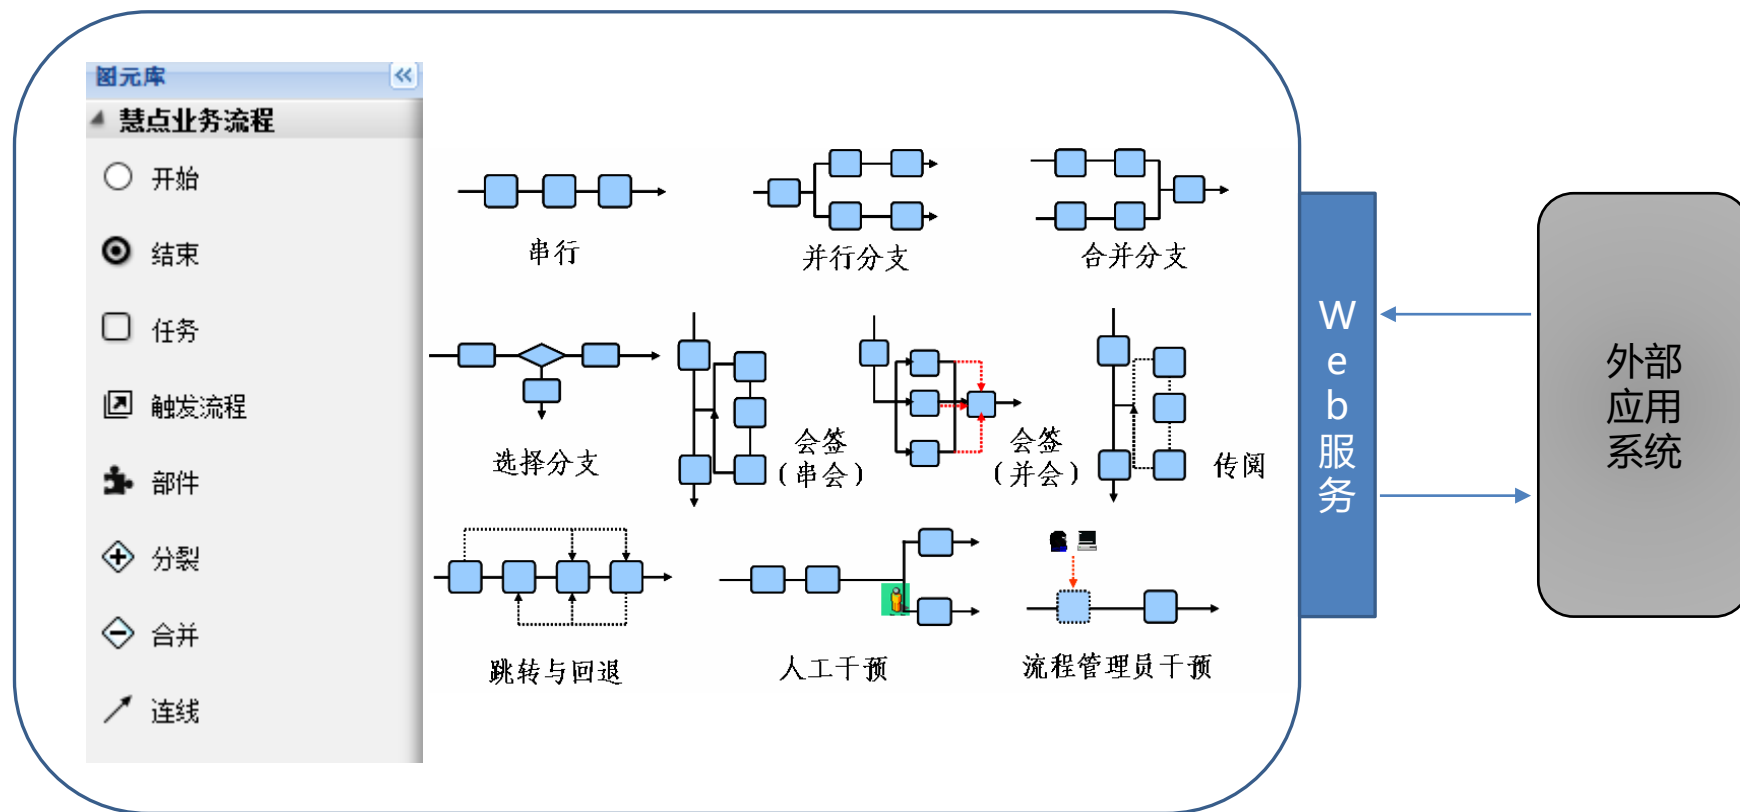 图元库
慧点业务流程
开始
结束
任务
触发流程
部件
分裂
合并
连线
串行
并行分支
合并分支
选择分支
会签
(串会)
会签
(并会)
传阅
跳转与回退
人工干预
流程管理员干预
Web服务
外部
应用
系统